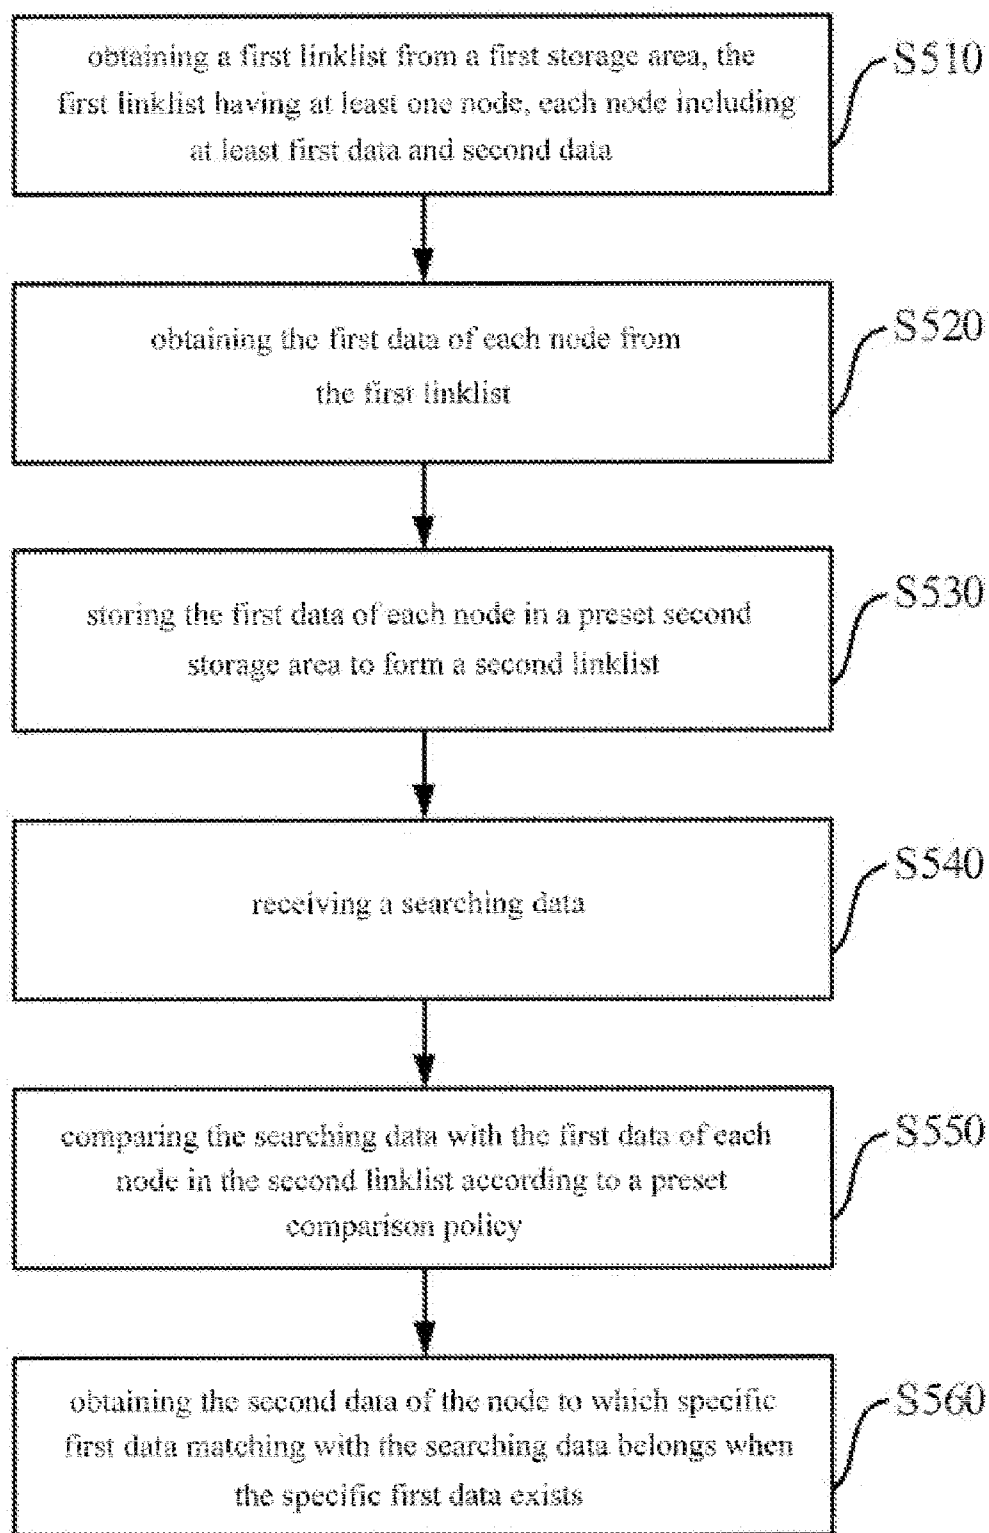 obtaining a first linklist from a first storage area, the
first linklist having at least one node, each node including
at least first data and second data
S510
obtaining the first data of each node from
the first linklist
S520
storing the first data of each node in a preset second
storage area to form a second linklist
S530
receiving a searching data
S540
comparing the searching data with the first data of each
node in the second linklist according to a preset
comparison policy
S550
obtaining the second data of the node to which specific
first data matching with the searching data belongs when
the specific first data exists
S560